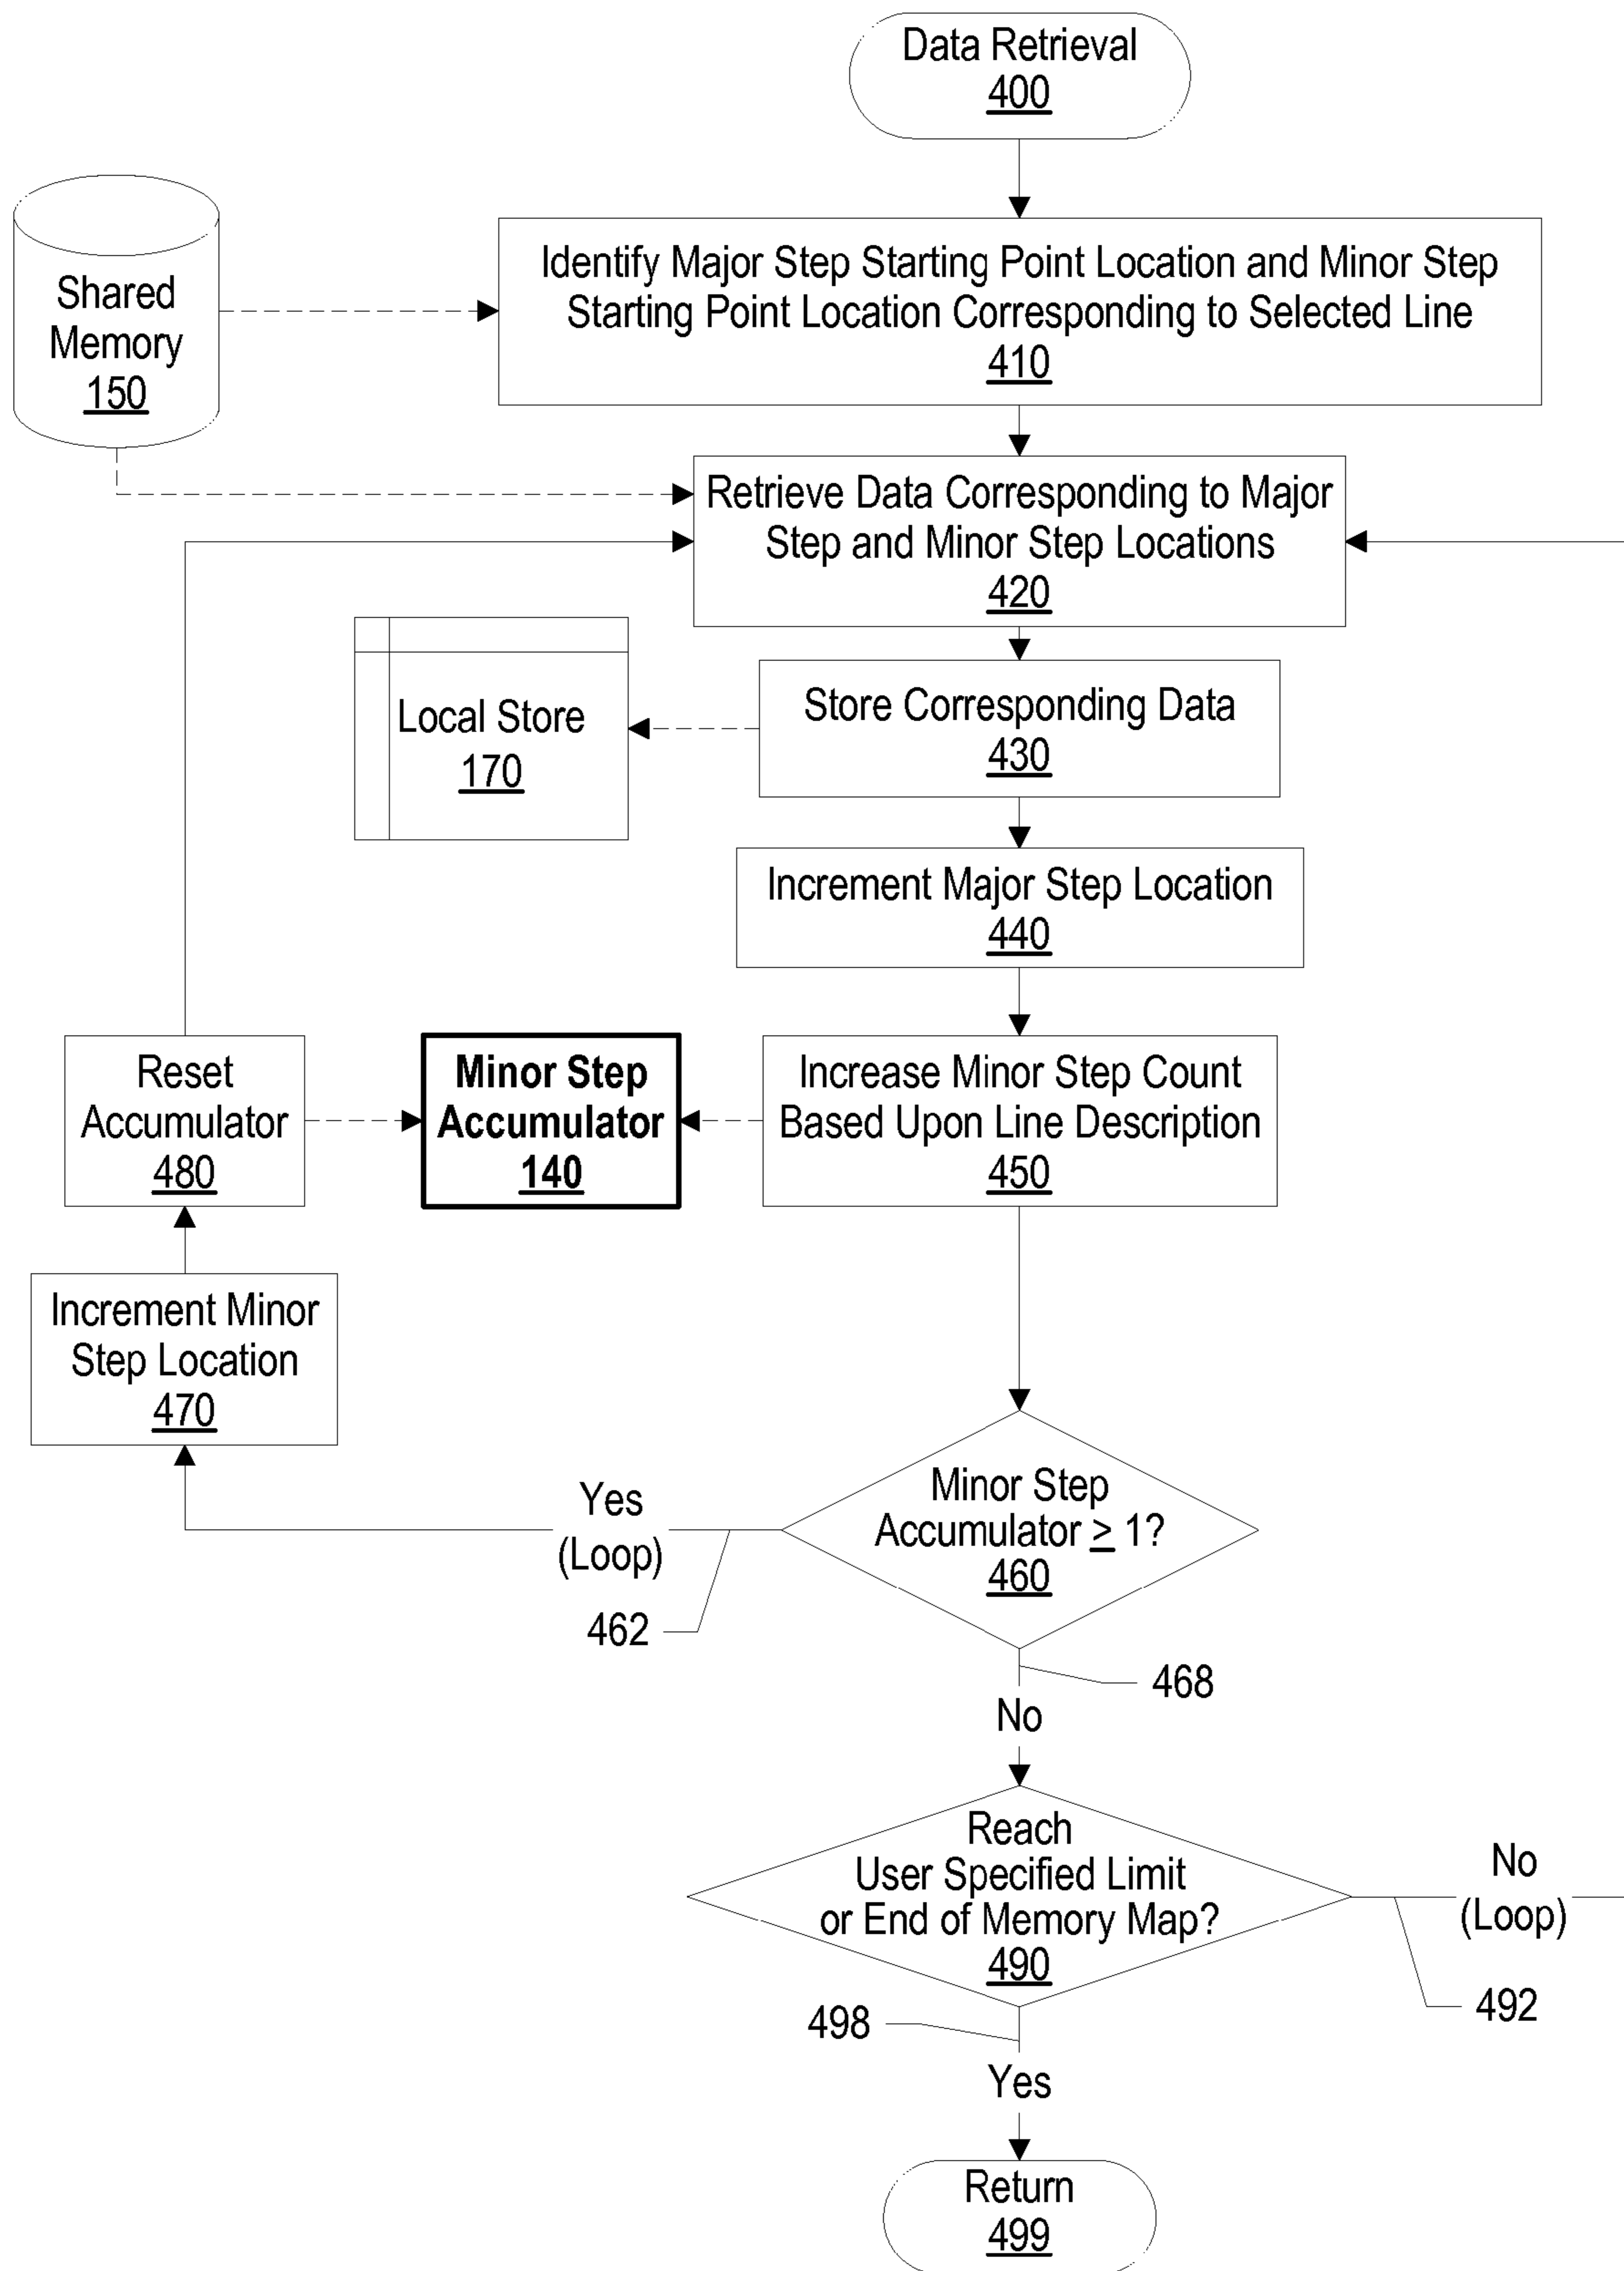 Data Retrieval
400
Shared
Memory
150
Identify Major Step Starting Point Location and Minor Step
Starting Point Location Corresponding to Selected Line
410
Retrieve Data Corresponding to Major
Step and Minor Step Locations
420
Local Store
170
Store Corresponding Data
430
Increment Major Step Location
440
Reset
Accumulator
480
Minor Step
Accumulator
140
Increase Minor Step Count
Based Upon Line Description
450
Increment Minor
Step Location
470
Yes
(Loop)
462
Minor Step
Accumulator ≥ 1?
460
468
No
Reach
User Specified Limit
or End of Memory Map?
490
No
(Loop)
492
498
Yes
Return
499